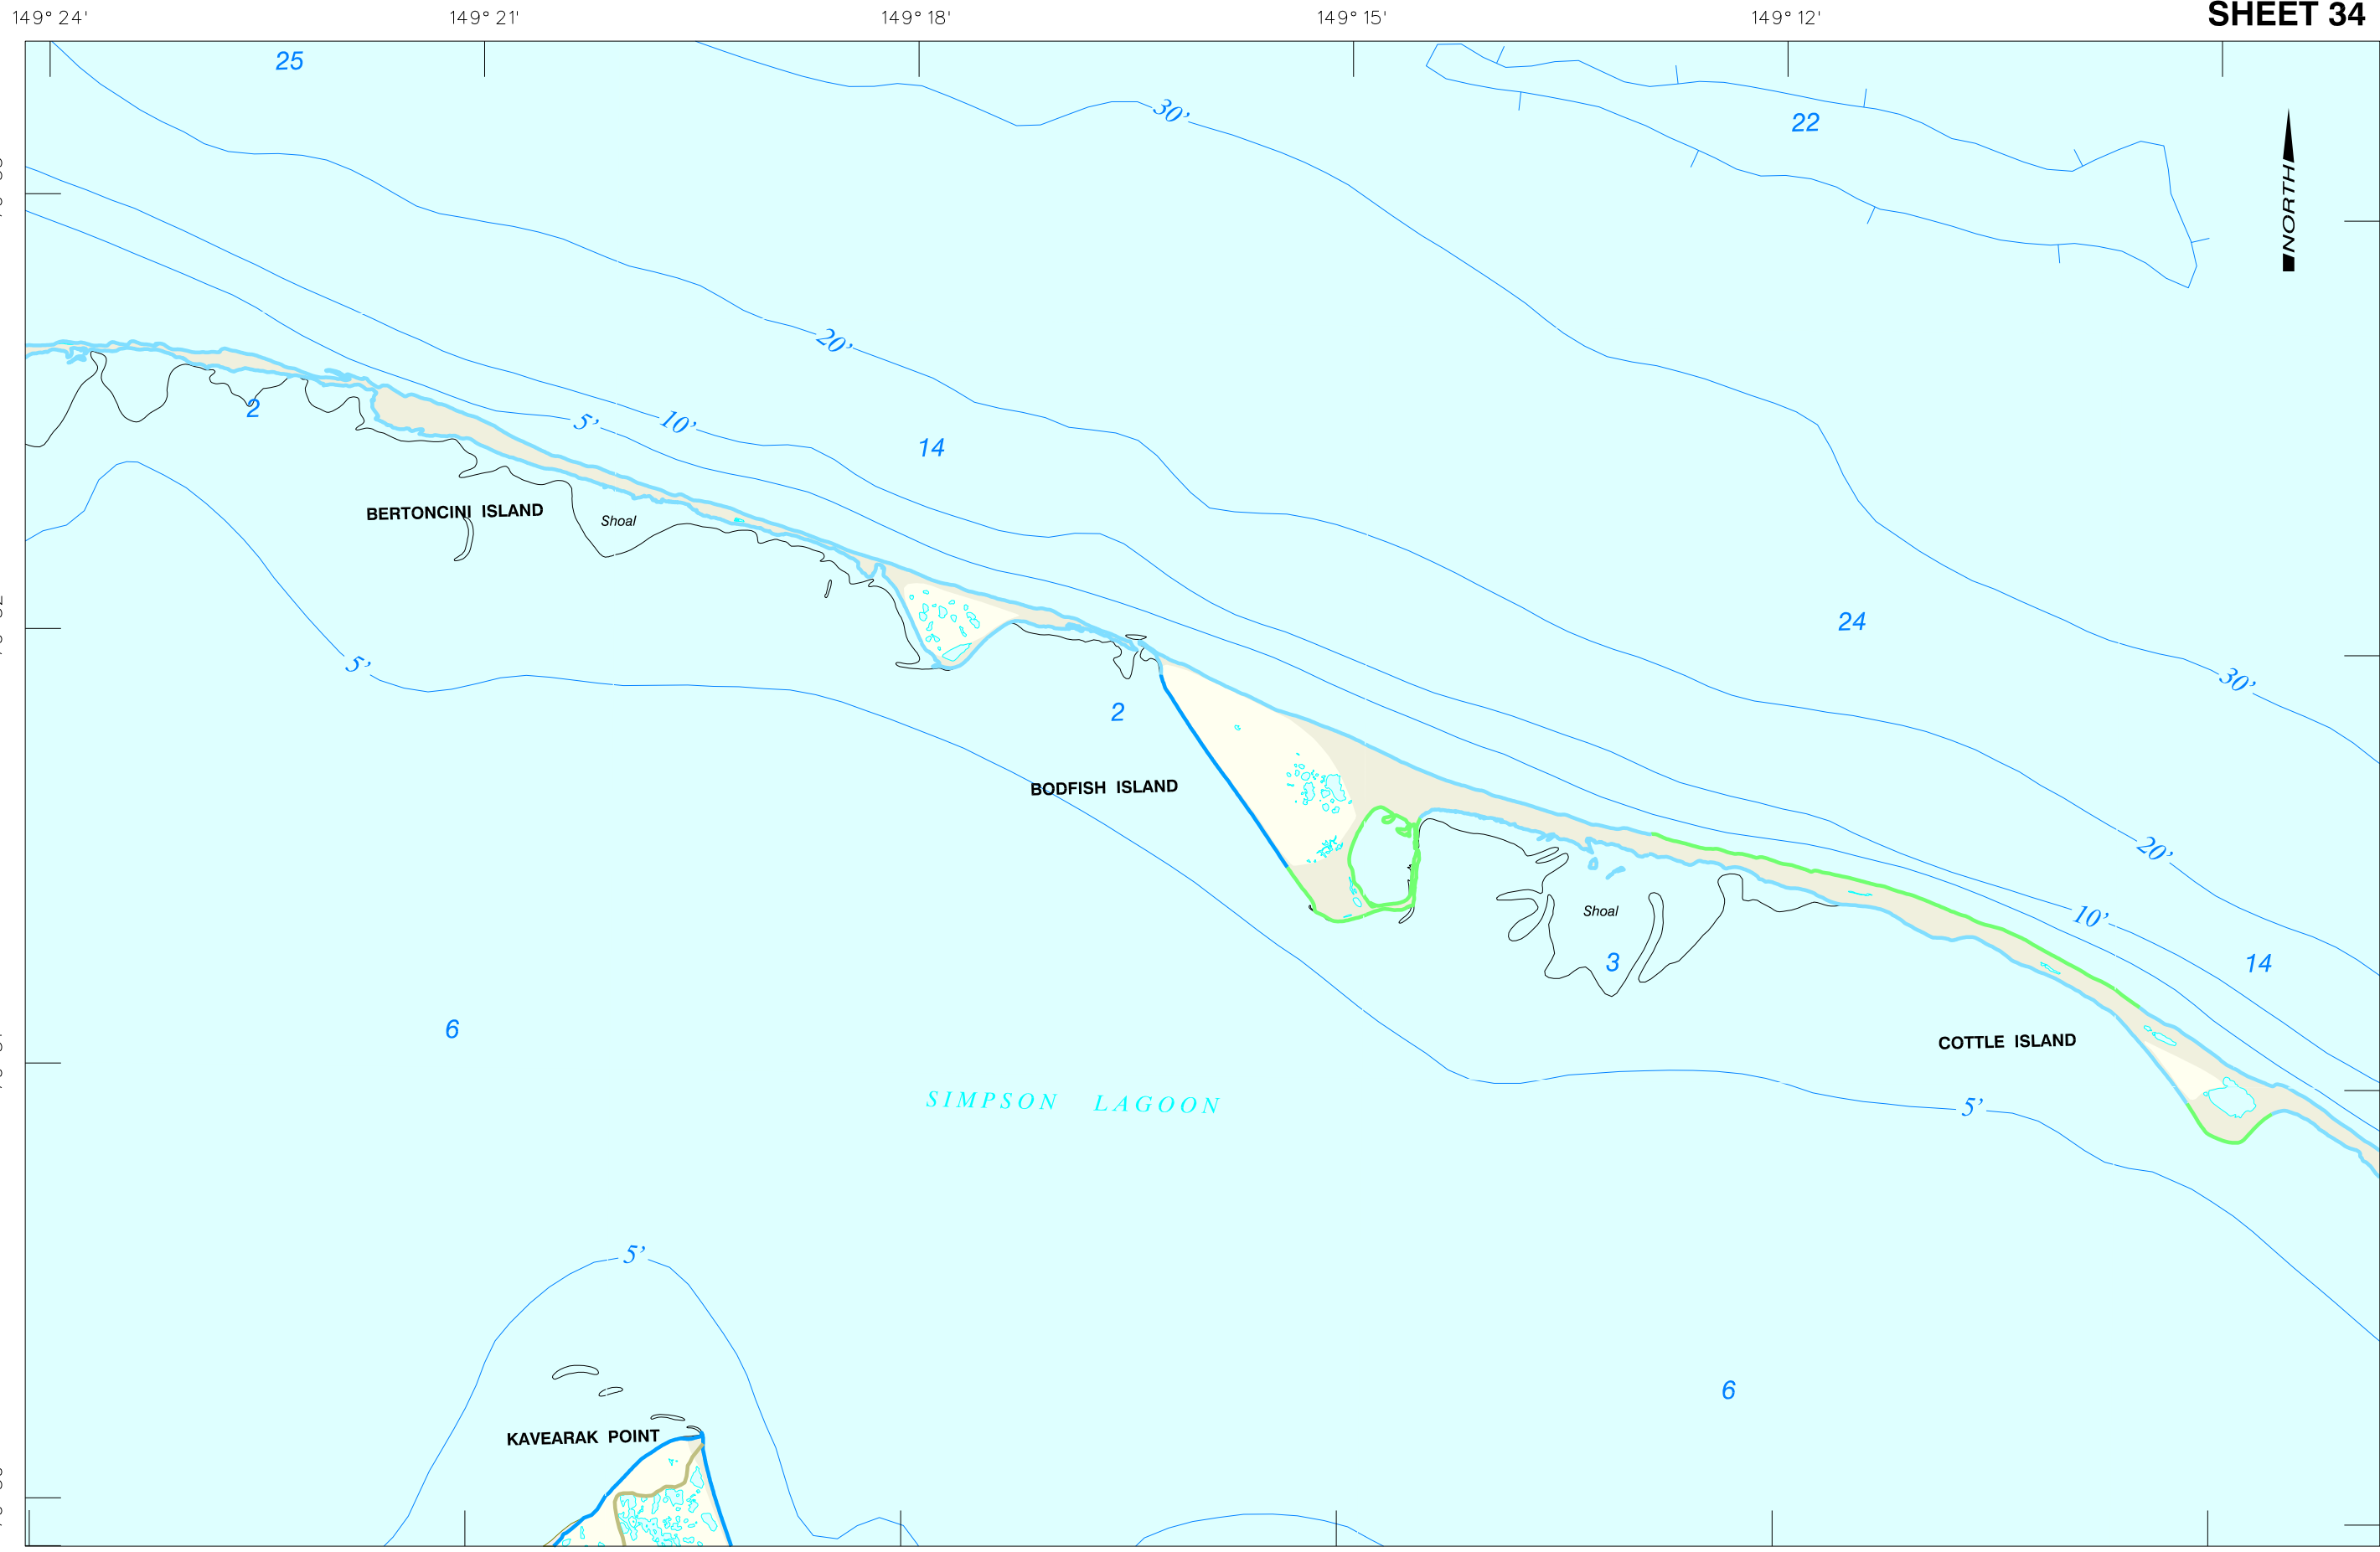 149° 24' 149° 21' 149° 18' 149° 15' 149° 12' SHEET 34
25
30'
22
NORTH
20'
2
5' 10'
14
BERTONCINI ISLAND
Shoal
24
5'
30'
2
BODFISH ISLAND
20'
Shoal
10'
3
14
6
COTTLE ISLAND
SIMPSON LAGOON
5'
5'
6
KAVEARAK POINT